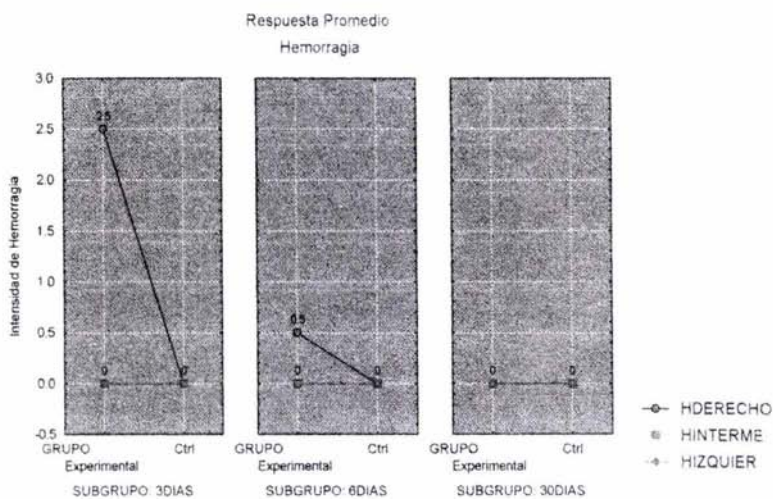 Respuesta Promedio
Hemorragia
Intensidad de Hemorragia
3.0
2.5
2.0
1.5
1.0
0.5
0.0
-0.5
2.5
0
0
0.5
0
0
0
0
GRUPO
Experimental
Ctrl
SUBGRUPO: 3DIAS
GRUPO
Experimental
Ctrl
SUBGRUPO: 6DIAS
GRUPO
Experimental
Ctrl
SUBGRUPO: 30DIAS
HDERECHO
HINTERME
HIZQUIER